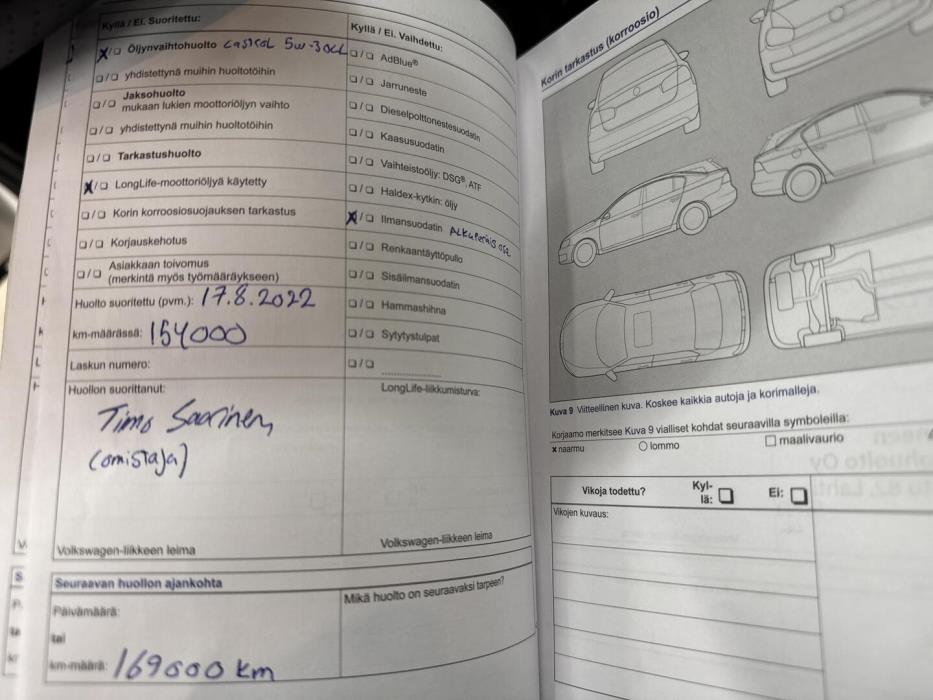 Kyllä / Ei. Suoritettu:
X/❑ Öljynvaihtohuolto CASTROL 5W-30LL
❑/❑ yhdistettynä muihin huoltotöihin
❑/❑ Jaksohuolto
mukaan lukien moottoriöljyn vaihto
❑/❑ yhdistettynä muihin huoltotöihin
❑/❑ Tarkastushuolto
X/❑ LongLife-moottoriöljyä käytetty
❑/❑ Korin korroosiosuojauksen tarkastus
❑/❑ Korjauskehotus
❑/❑ Asiakkaan toivomus
(merkintä myös työmääräykseen)
Huolto suoritettu (pvm.): 17.8.2022
km-määrässä: 154000
Laskun numero:
Huollon suorittanut:
Timo Saarinen
(omistaja)
Volkswagen-liikkeen leima
Kyllä / Ei. Vaihdettu:
❑/❑ AdBlue®
❑/❑ Jarruneste
❑/❑ Dieselpolttonestesuodatin
❑/❑ Kaasusuodatin
❑/❑ Vaihteistoöljy: DSG®, ATF
❑/❑ Haldex-kytkin: öljy
X/❑ Ilmansuodatin ALKUPERÄIS OSA
❑/❑ Renkaantäyttöpullo
❑/❑ Sisäilmansuodatin
❑/❑ Hammashihna
❑/❑ Sytytystulpat
❑/❑
LongLife-liikkumisturva:
Volkswagen-liikkeen leima
Seuraavan huollon ajankohta
Päivämäärä:
tai
km-määrä: 169000 km
Mikä huolto on seuraavaksi tarpeen?
Korin tarkastus (korroosio)
Kuva 9 Viitteellinen kuva. Koskee kaikkia autoja ja korimalleja.
Korjaamo merkitsee Kuva 9 vialliset kohdat seuraavilla symboleilla:
x naarmu ○ lommo ❑ maalivaurio
Vikoja todettu? Kyl-
lä: ❑ Ei: ❑
Vikojen kuvaus: